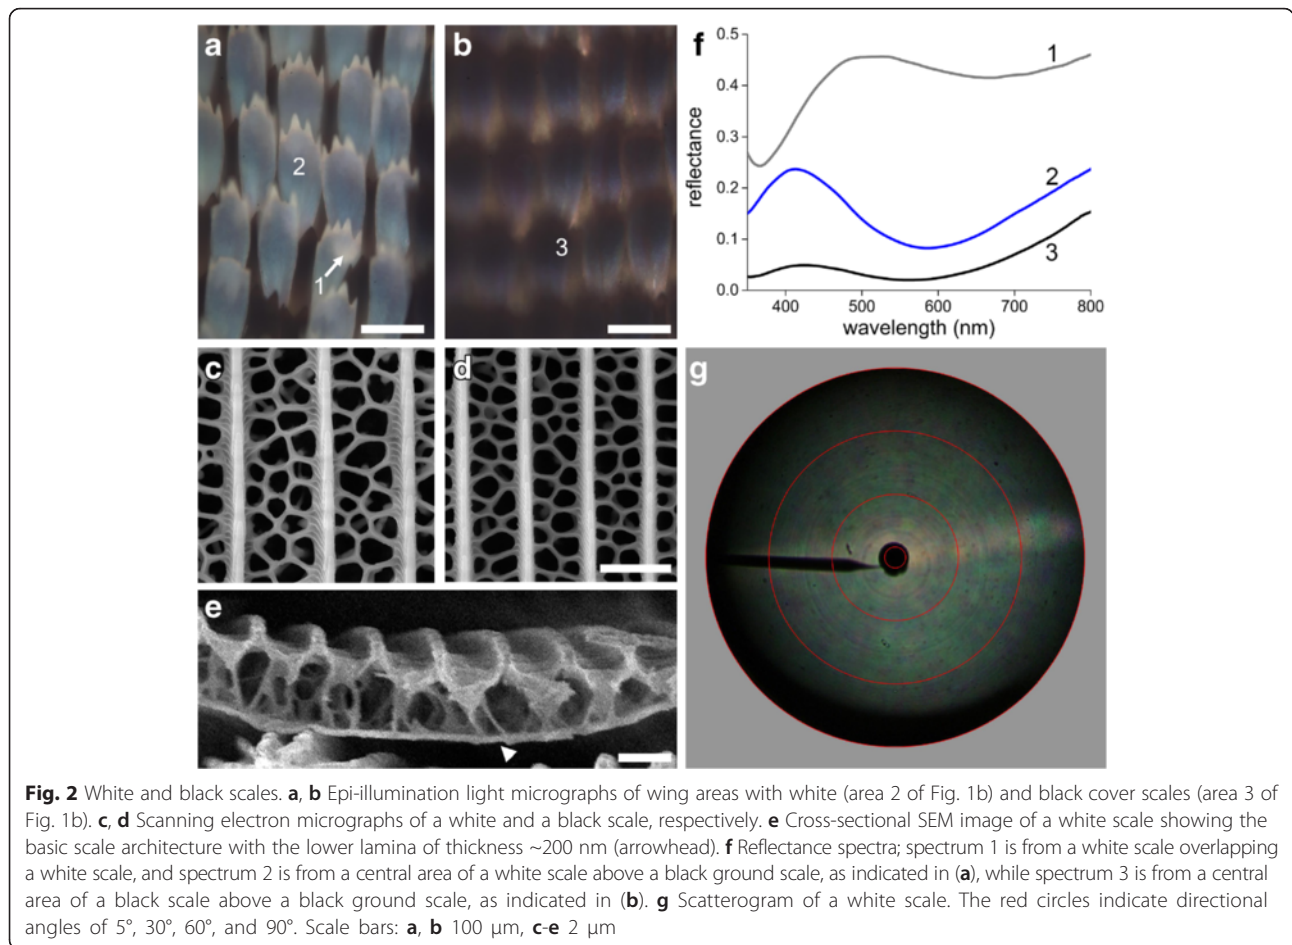 a
b
2
1
3
f
0.5
0.4
0.3
0.2
0.1
0.0
reflectance
1
2
3
400 500 600 700 800
wavelength (nm)
c
d
g
e
Fig. 2 White and black scales. a, b Epi-illumination light micrographs of wing areas with white (area 2 of Fig. 1b) and black cover scales (area 3 of
Fig. 1b). c, d Scanning electron micrographs of a white and a black scale, respectively. e Cross-sectional SEM image of a white scale showing the
basic scale architecture with the lower lamina of thickness ~200 nm (arrowhead). f Reflectance spectra; spectrum 1 is from a white scale overlapping
a white scale, and spectrum 2 is from a central area of a white scale above a black ground scale, as indicated in (a), while spectrum 3 is from a central
area of a black scale above a black ground scale, as indicated in (b). g Scatterogram of a white scale. The red circles indicate directional
angles of 5°, 30°, 60°, and 90°. Scale bars: a, b 100 μm, c-e 2 μm